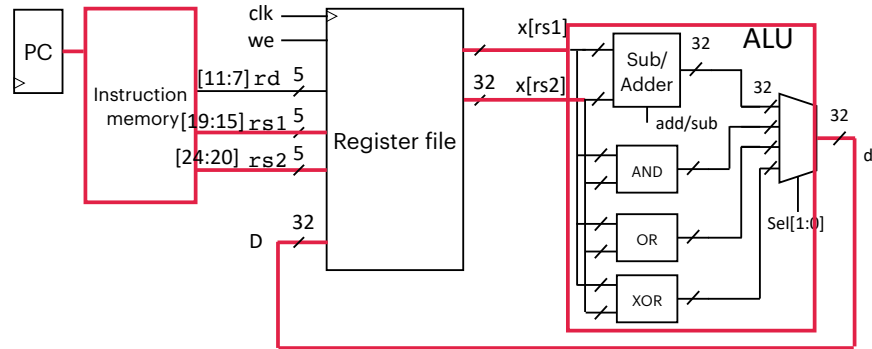 clk
we
PC
Instruction
memory
[11:7] rd
5
[19:15] rs1
5
[24:20] rs2
5
D
32
Register file
x[rs1]
32
x[rs2]
ALU
Sub/
Adder
32
add/sub
32
AND
OR
XOR
Sel[1:0]
32
d